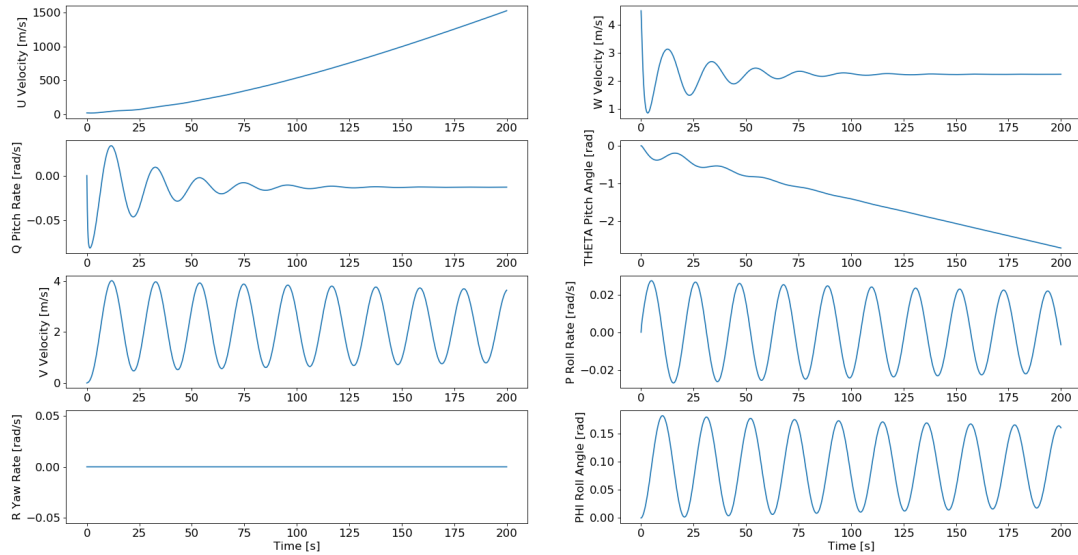 U Velocity [m/s]
1500
1000
500
0
0 25 50 75 100 125 150 175 200
W Velocity [m/s]
4
3
2
1
0 25 50 75 100 125 150 175 200
Q Pitch Rate [rad/s]
0.00
−0.05
0 25 50 75 100 125 150 175 200
THETA Pitch Angle [rad]
0
−1
−2
0 25 50 75 100 125 150 175 200
V Velocity [m/s]
4
2
0
0 25 50 75 100 125 150 175 200
P Roll Rate [rad/s]
0.02
0.00
−0.02
0 25 50 75 100 125 150 175 200
R Yaw Rate [rad/s]
0.05
0.00
−0.05
0 25 50 75 100 125 150 175 200
Time [s]
PHI Roll Angle [rad]
0.15
0.10
0.05
0.00
0 25 50 75 100 125 150 175 200
Time [s]